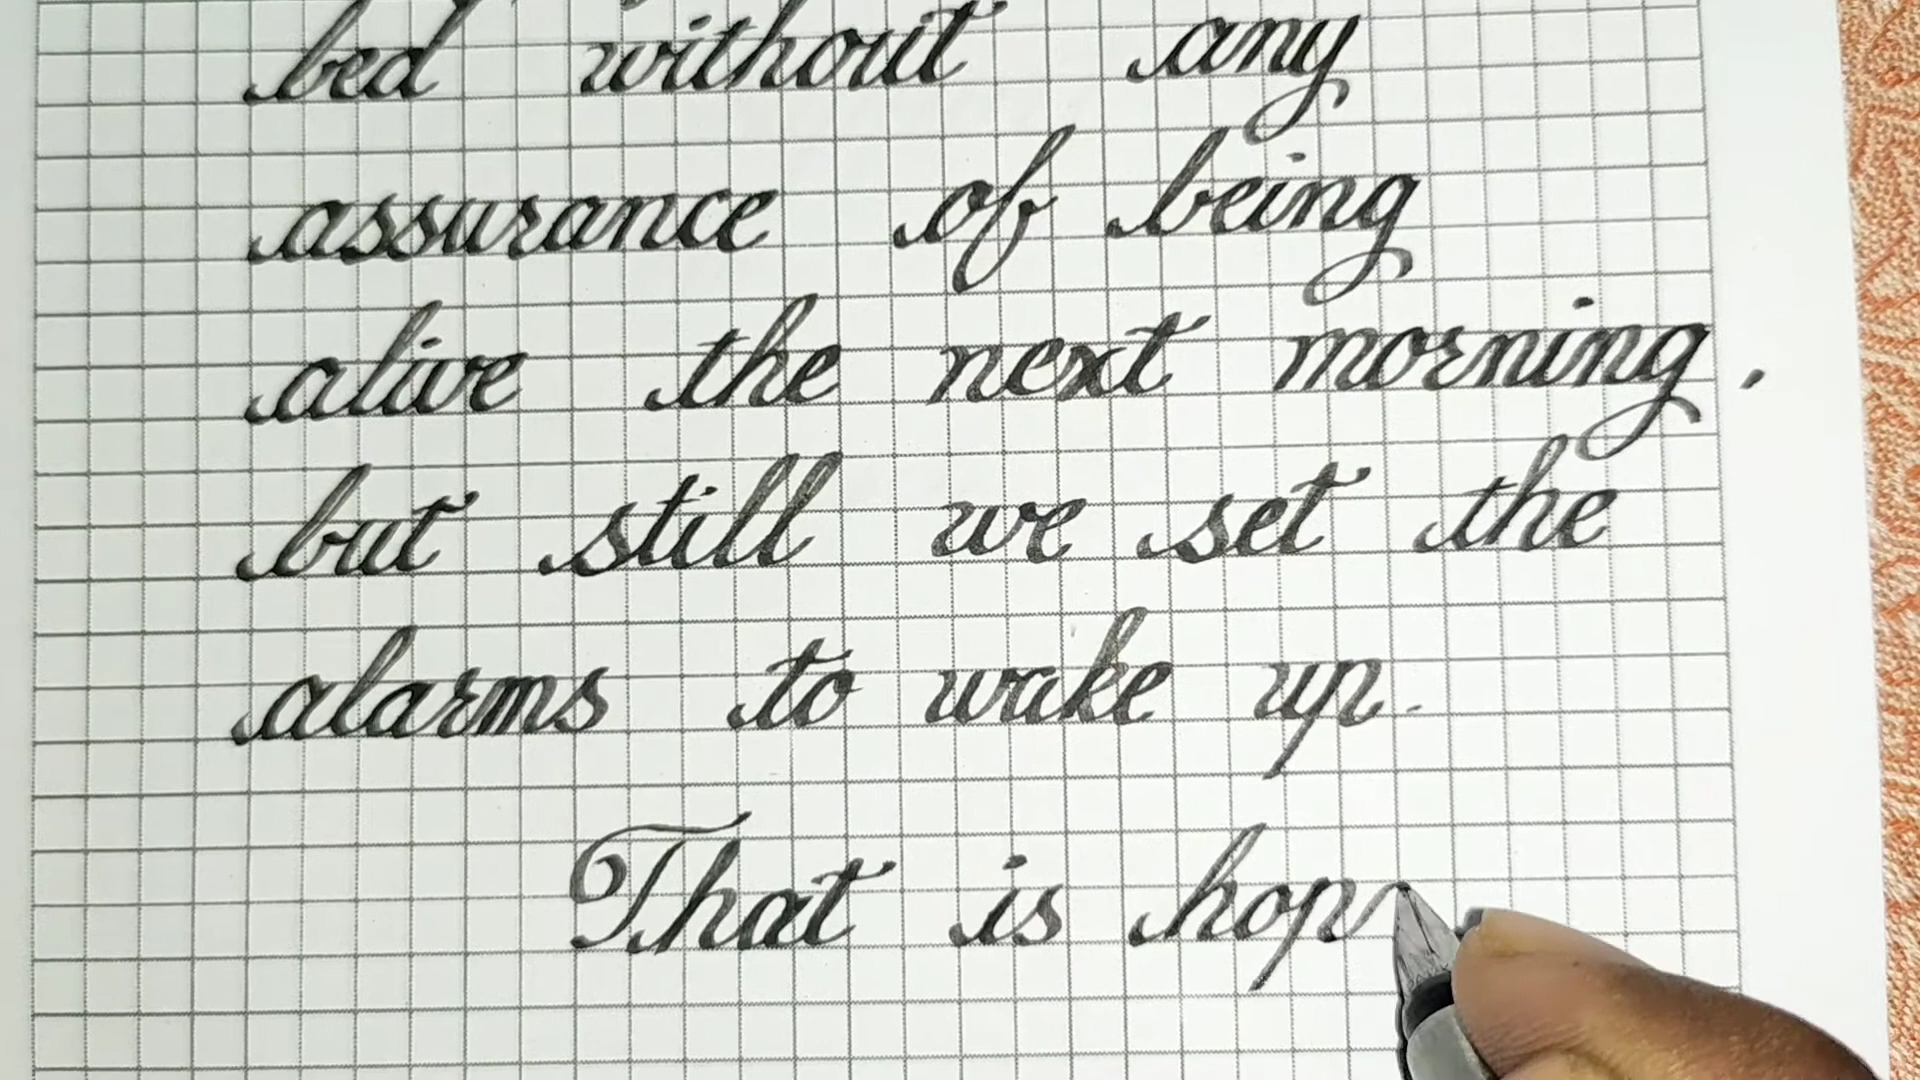 bed without any
assurance of being
alive the next morning,
but still we set the
alarms to wake up.
That is hop